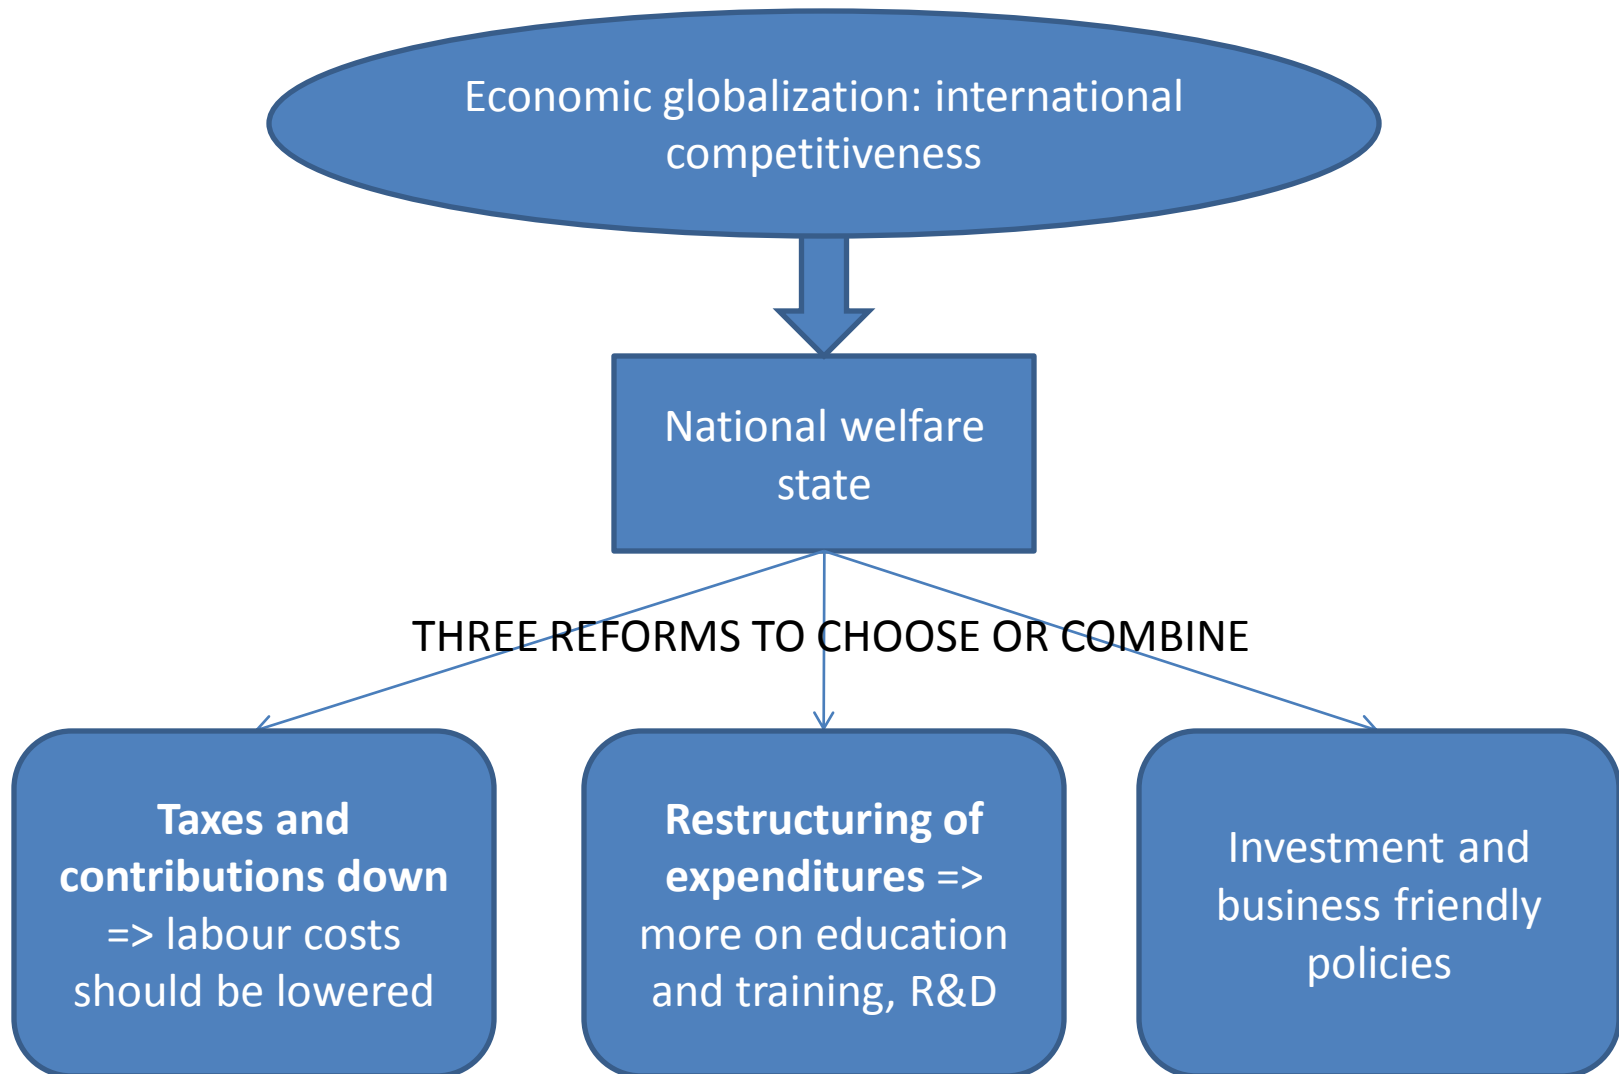 Economic globalization: international
competitiveness
National welfare
state
THREE REFORMS TO CHOOSE OR COMBINE
Taxes and
contributions down
=> labour costs
should be lowered
Restructuring of
expenditures =>
more on education
and training, R&D
Investment and
business friendly
policies